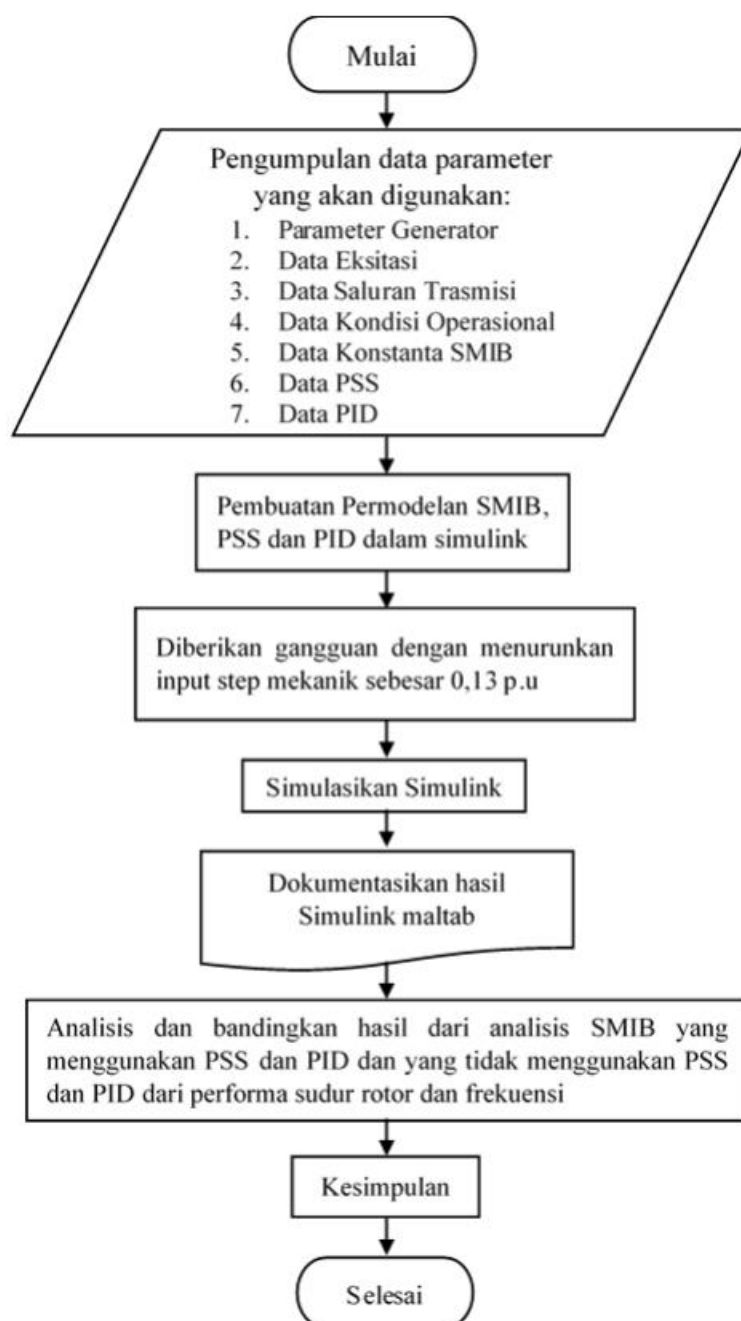 Mulai
Pengumpulan data parameter
yang akan digunakan:
1. Parameter Generator
2. Data Eksitasi
3. Data Saluran Trasmisi
4. Data Kondisi Operasional
5. Data Konstanta SMIB
6. Data PSS
7. Data PID
Pembuatan Permodelan SMIB,
PSS dan PID dalam simulink
Diberikan gangguan dengan menurunkan
input step mekanik sebesar 0,13 p.u
Simulasikan Simulink
Dokumentasikan hasil
Simulink maltab
Analisis dan bandingkan hasil dari analisis SMIB yang
menggunakan PSS dan PID dan yang tidak menggunakan PSS
dan PID dari performa sudur rotor dan frekuensi
Kesimpulan
Selesai